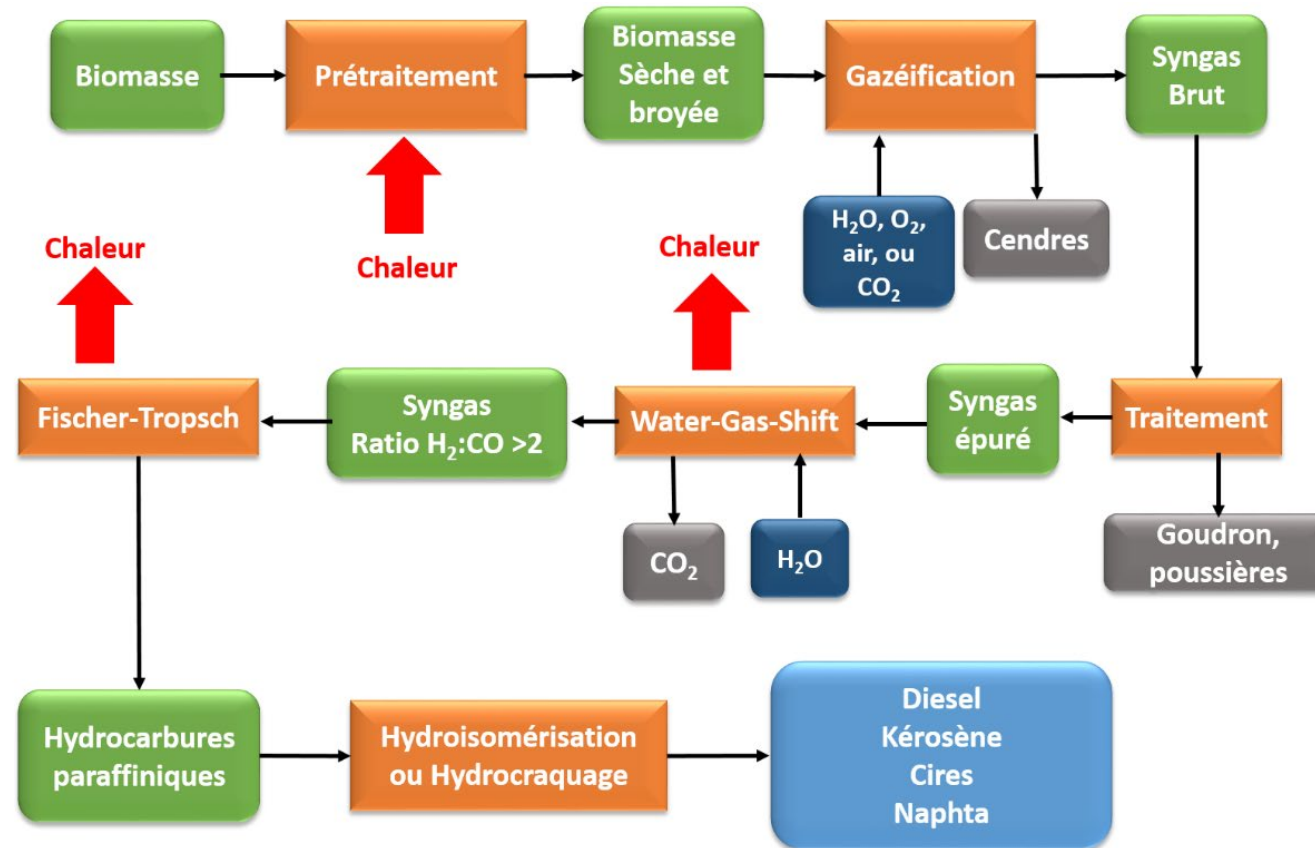 Biomasse
Prétraitement
Biomasse
Sèche et
broyée
Gazéification
Syngas
Brut
Chaleur
H₂O, O₂,
air, ou
CO₂
Cendres
Chaleur
Chaleur
Fischer-Tropsch
Syngas
Ratio H₂:CO >2
Water-Gas-Shift
Syngas
épuré
Traitement
CO₂
H₂O
Goudron,
poussières
Hydrocarbures
paraffiniques
Hydroisomérisation
ou Hydrocraquage
Diesel
Kérosène
Cires
Naphta